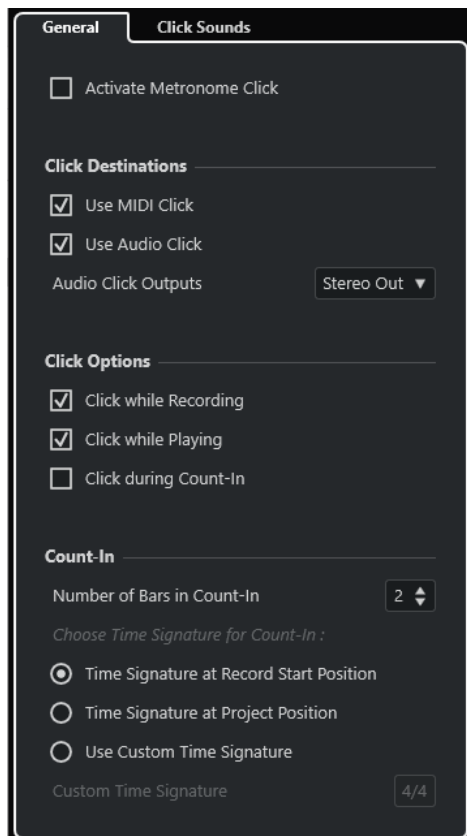 General Click Sounds
Activate Metronome Click
Click Destinations
Use MIDI Click
Use Audio Click
Audio Click Outputs Stereo Out
Click Options
Click while Recording
Click while Playing
Click during Count-In
Count-In
Number of Bars in Count-In 2
Choose Time Signature for Count-In :
Time Signature at Record Start Position
Time Signature at Project Position
Use Custom Time Signature
Custom Time Signature 4/4